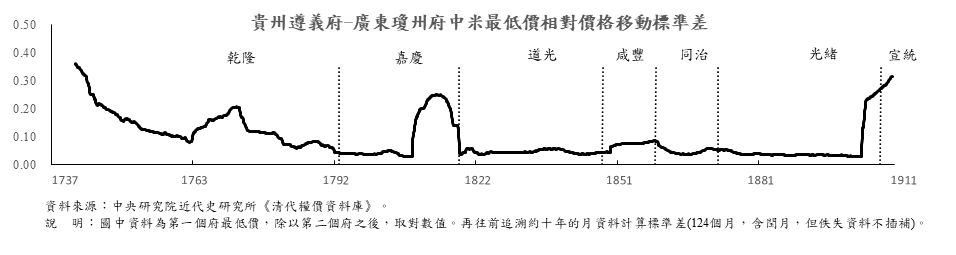 貴州遵義府-廣東瓊州府中米最低價相對價格移動標準差
0.50
0.40
0.30
0.20
0.10
0.00
乾隆
嘉慶
道光
咸豐
同治
光緒
宣統
1737
1763
1792
1822
1851
1881
1911
資料來源：中央研究院近代史研究所《清代糧價資料庫》。
說　明：圖中資料為第一個府最低價，除以第二個府之後，取對數值。再往前追溯約十年的月資料計算標準差(124個月，含閏月，但佚失資料不插補)。